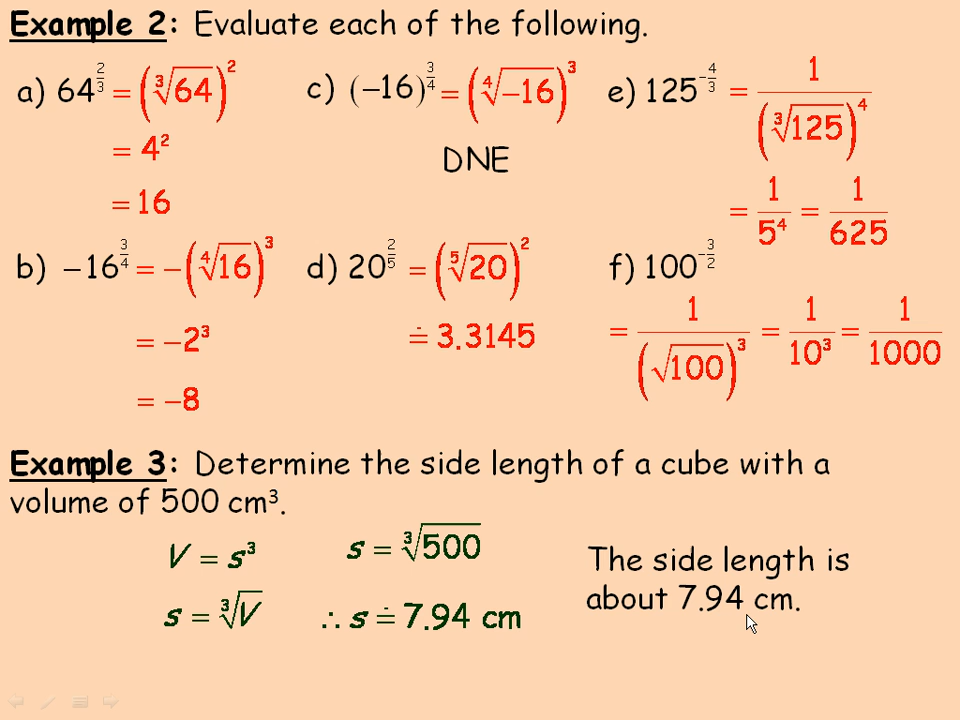 Example 2: Evaluate each of the following.
a) 64^(2/3) = (∛64)²
= 4²
= 16
b) −16^(3/4) = −(∜16)³
= −2³
= −8
c) (−16)^(3/4) = (∜−16)³
DNE
d) 20^(2/5) = (⁵√20)²
≐ 3.3145
e) 125^(−4/3) = 1/(∛125)⁴
= 1/5⁴ = 1/625
f) 100^(−3/2)
= 1/(√100)³ = 1/10³ = 1/1000
Example 3: Determine the side length of a cube with a
volume of 500 cm³.
V = s³
s = ∛V
s = ∛500
∴ s ≐ 7.94 cm
The side length is
about 7.94 cm.